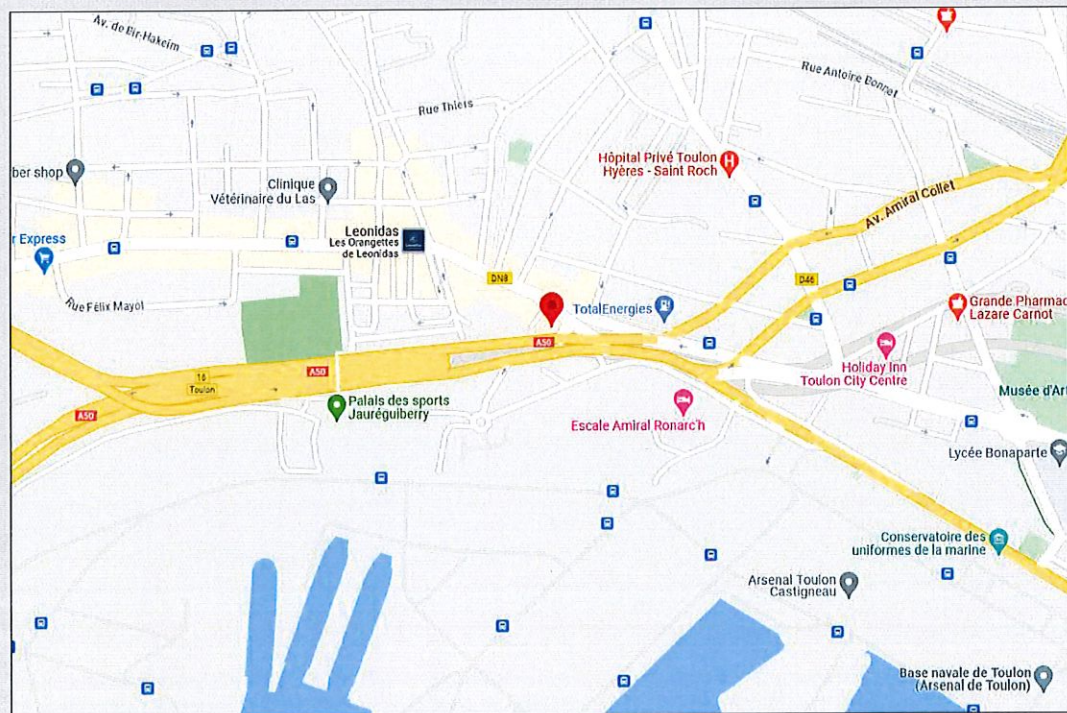 Av. de Bir-Hakeim
Rue Thiers
Rue Antoine Bonnet
Hôpital Privé Toulon
Hyères - Saint Roch
ber shop
Clinique
Vétérinaire du Las
Av. Amiral Collet
Leonidas
Les Orangettes
de Leonidas
r Express
DN8
D46
Rue Félix Mayol
TotalEnergies
Grande Pharmac
Lazare Carnot
A50
A50
16
Toulon
A50
Holiday Inn
Toulon City Centre
Musée d'Art
Palais des sports
Jauréguiberry
Escale Amiral Ronarc'h
Lycée Bonaparte
Conservatoire des
uniformes de la marine
Arsenal Toulon
Castigneau
Base navale de Toulon
(Arsenal de Toulon)